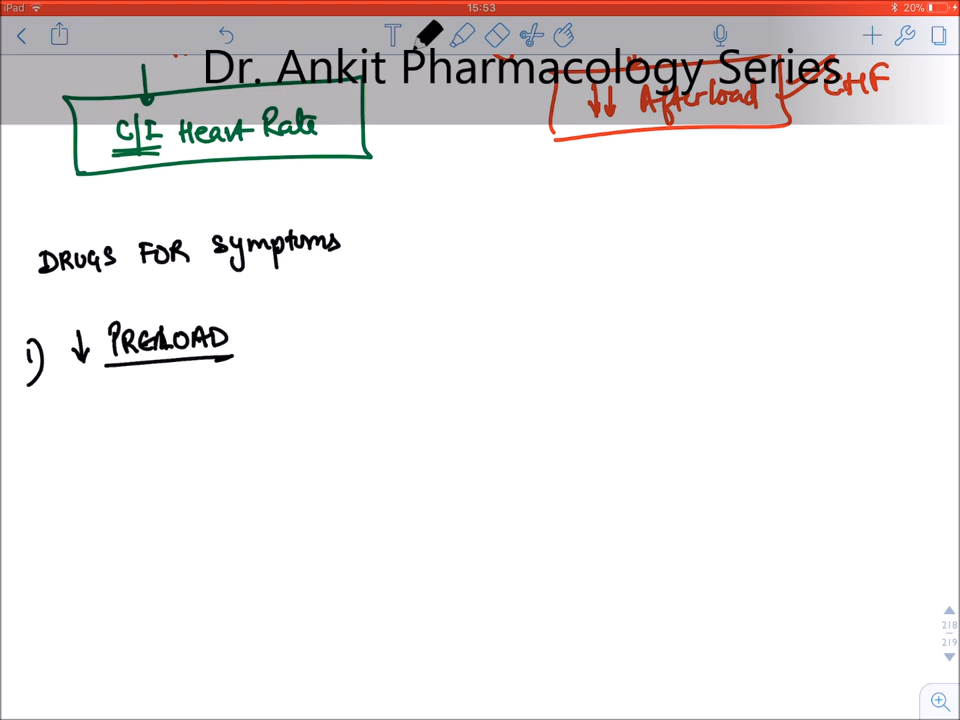 iPad 15:53 20%
T
Dr. Ankit Pharmacology Series
C/I Heart Rate
↓↓ Afterload
CHF
DRUGS FOR Symptoms
1) ↓ PRELOAD
218
219